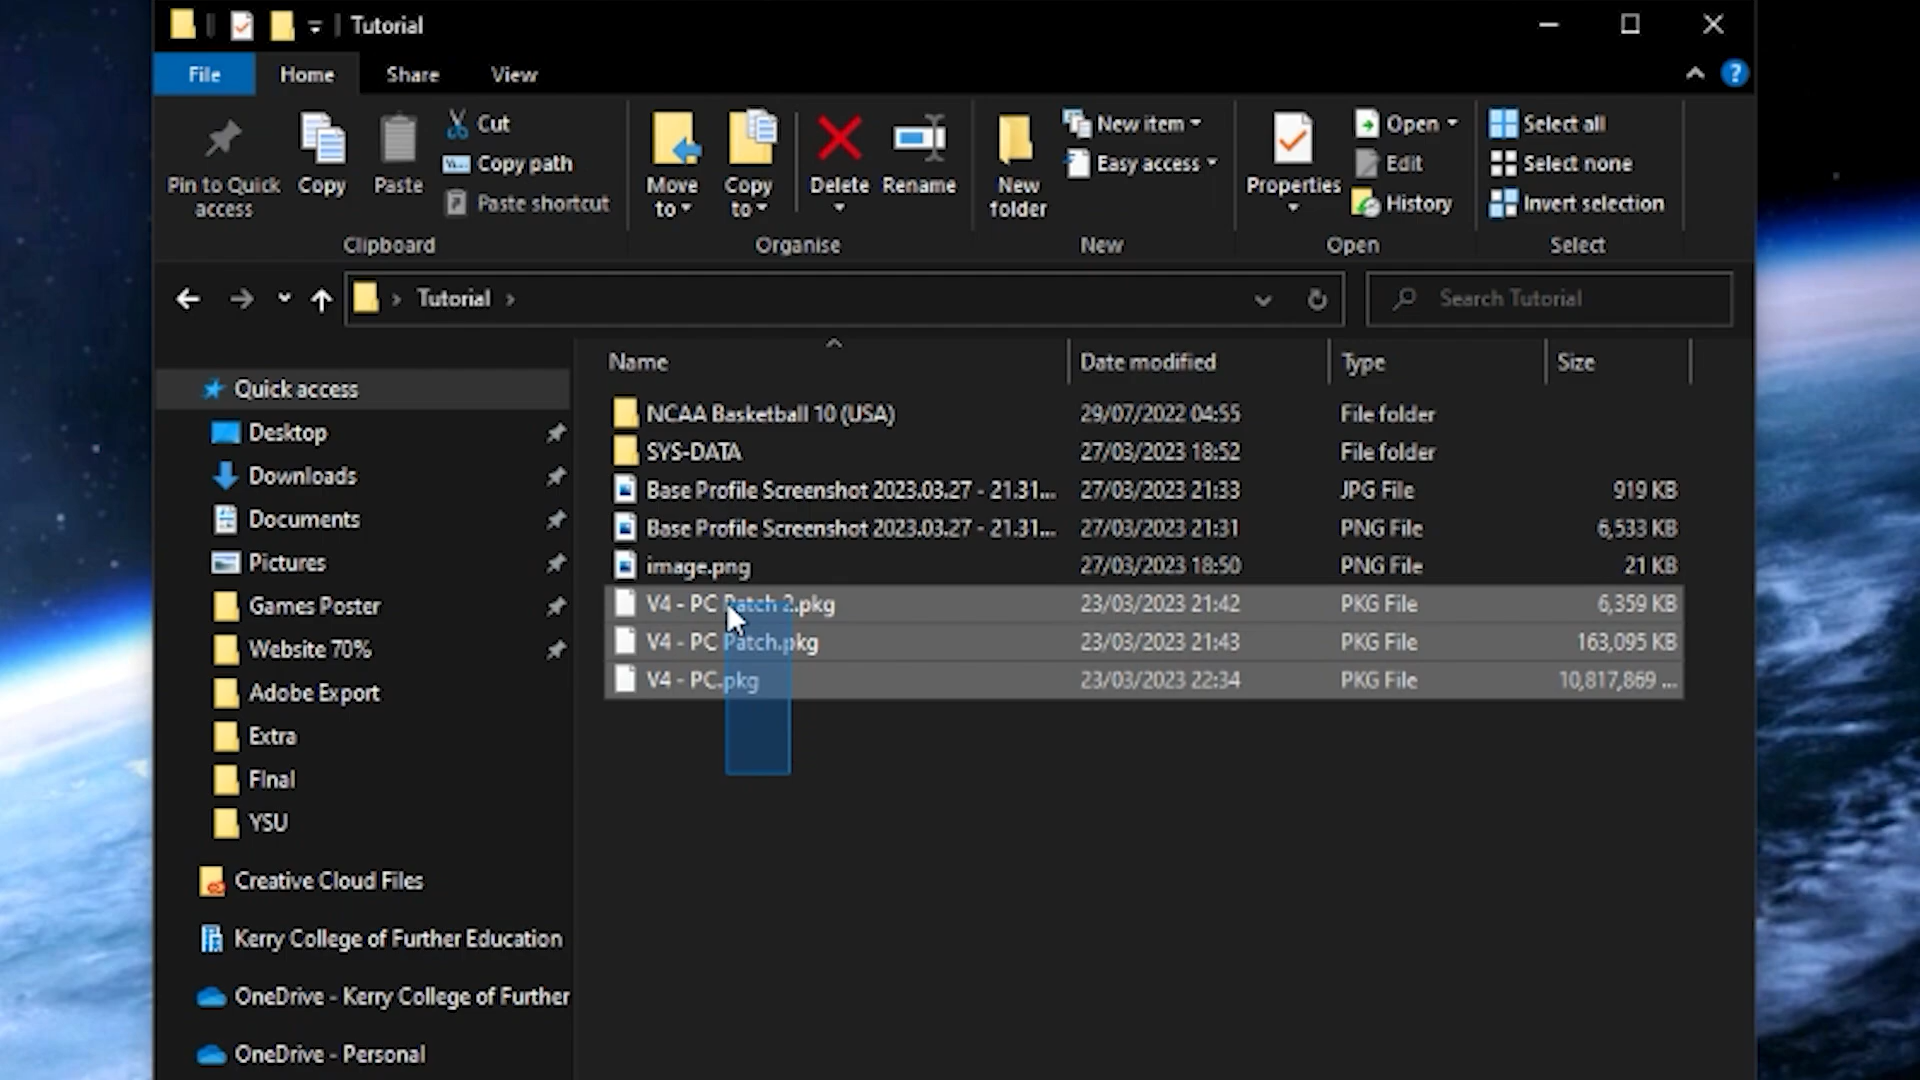 Tutorial
File Home Share View
Pin to Quick access
Copy
Paste
Cut
Copy path
Paste shortcut
Clipboard
Move to
Copy to
Delete
Rename
Organise
New folder
New item
Easy access
New
Properties
Open
Edit
History
Open
Select all
Select none
Invert selection
Select
Tutorial
Search Tutorial
Quick access
Desktop
Downloads
Documents
Pictures
Games Poster
Website 70%
Adobe Export
Extra
FInal
YSU
Creative Cloud Files
Kerry College of Further Education
OneDrive - Kerry College of Further
OneDrive - Personal
Name Date modified Type Size
NCAA Basketball 10 (USA) 29/07/2022 04:55 File folder
SYS-DATA 27/03/2023 18:52 File folder
Base Profile Screenshot 2023.03.27 - 21.31... 27/03/2023 21:33 JPG File 919 KB
Base Profile Screenshot 2023.03.27 - 21.31... 27/03/2023 21:31 PNG File 6,533 KB
image.png 27/03/2023 18:50 PNG File 21 KB
V4 - PC Patch 2.pkg 23/03/2023 21:42 PKG File 6,359 KB
V4 - PC Patch.pkg 23/03/2023 21:43 PKG File 163,095 KB
V4 - PC.pkg 23/03/2023 22:34 PKG File 10,817,869 ...